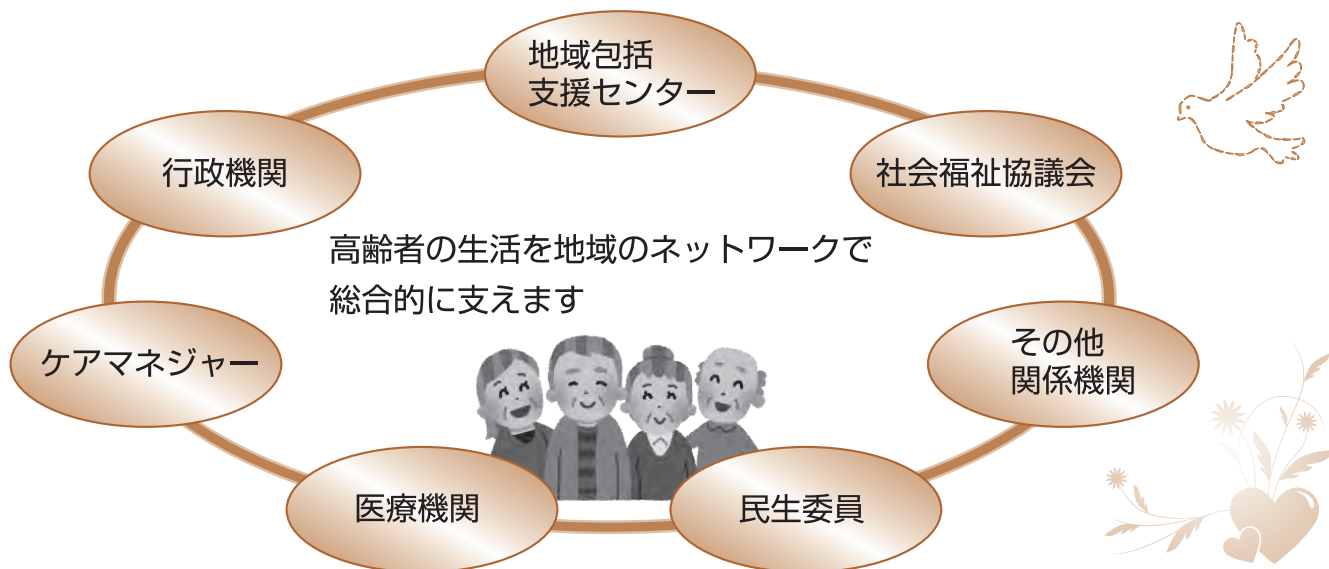 地域包括
支援センター
行政機関
社会福祉協議会
高齢者の生活を地域のネットワークで
総合的に支えます
ケアマネジャー
その他
関係機関
医療機関
民生委員